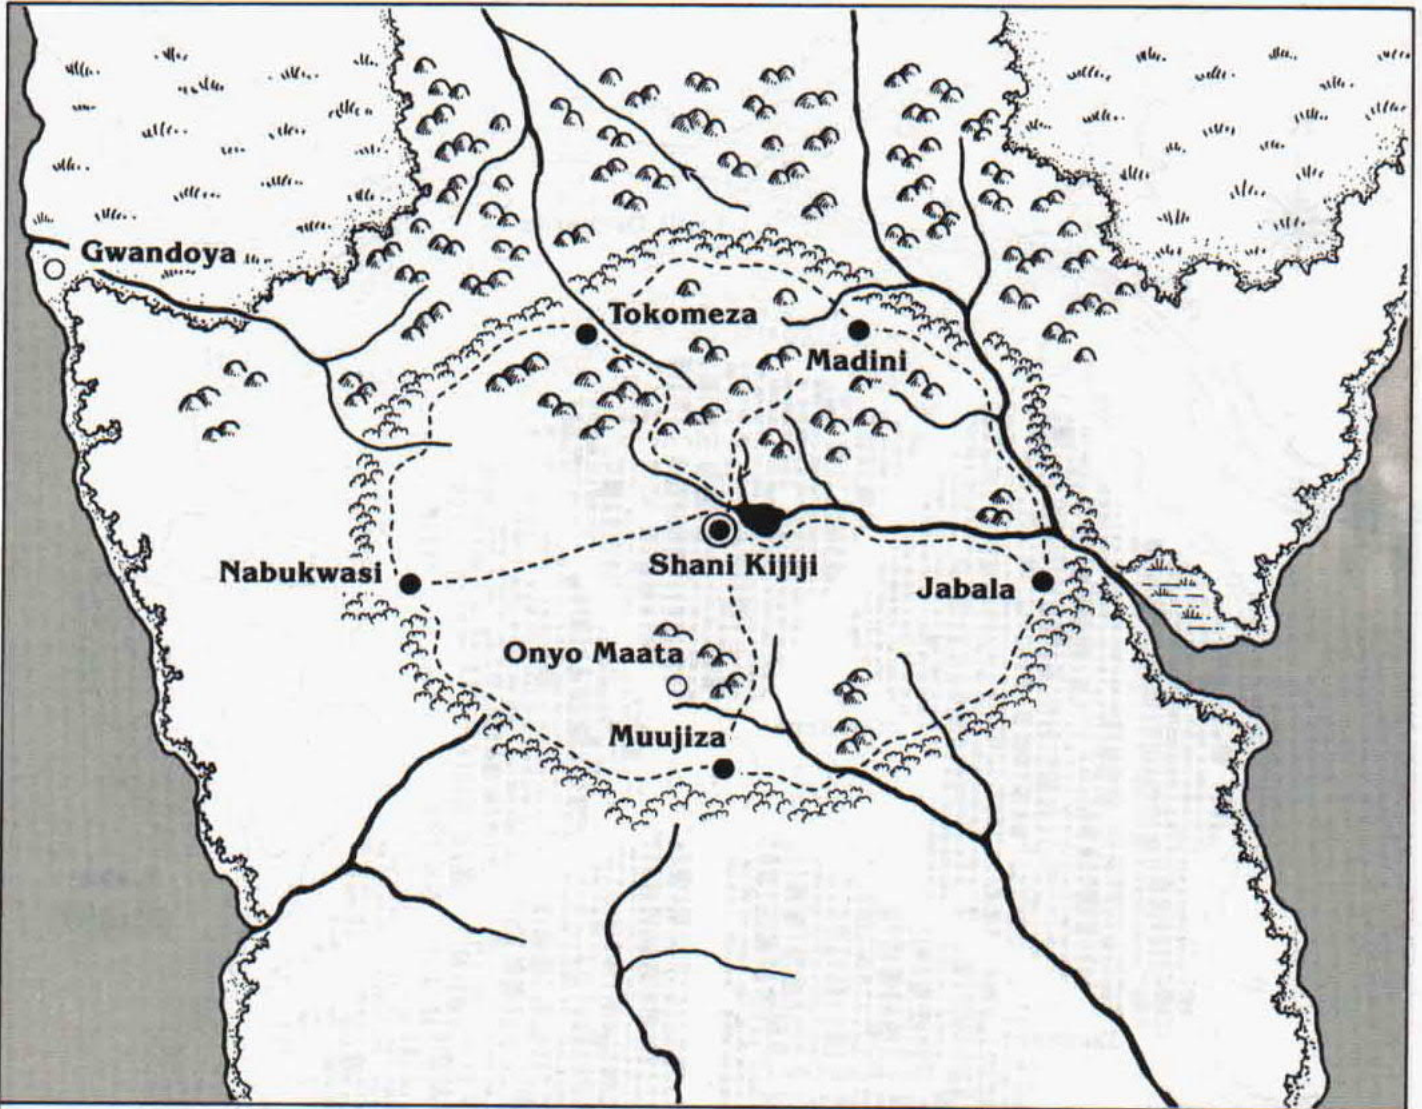 Gwandoya
Tokomeza
Madini
Nabukwasi
Shani Kijiji
Jabala
Onyo Maata
Muujiza